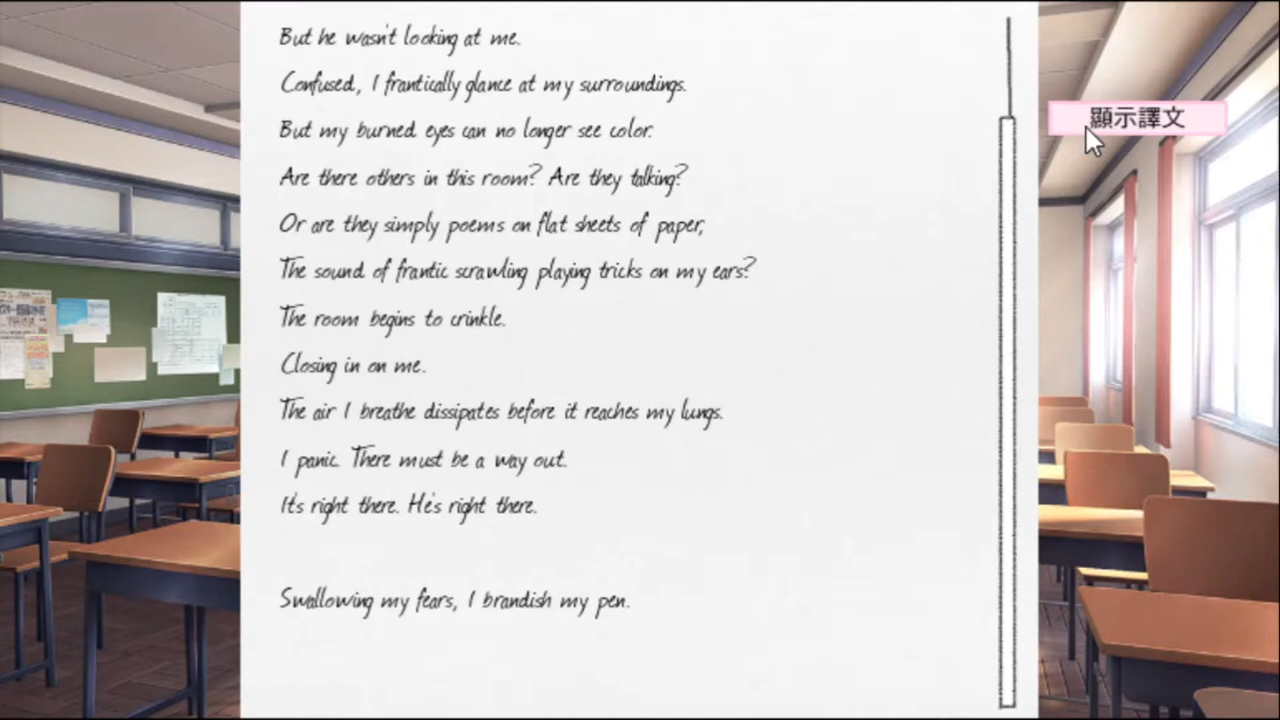 But he wasn't looking at me.
Confused, I frantically glance at my surroundings.
But my burned eyes can no longer see color.
Are there others in this room? Are they talking?
Or are they simply poems on flat sheets of paper,
The sound of frantic scrawling playing tricks on my ears?
The room begins to crinkle.
Closing in on me.
The air I breathe dissipates before it reaches my lungs.
I panic. There must be a way out.
It's right there. He's right there.
Swallowing my fears, I brandish my pen.
顯示譯文